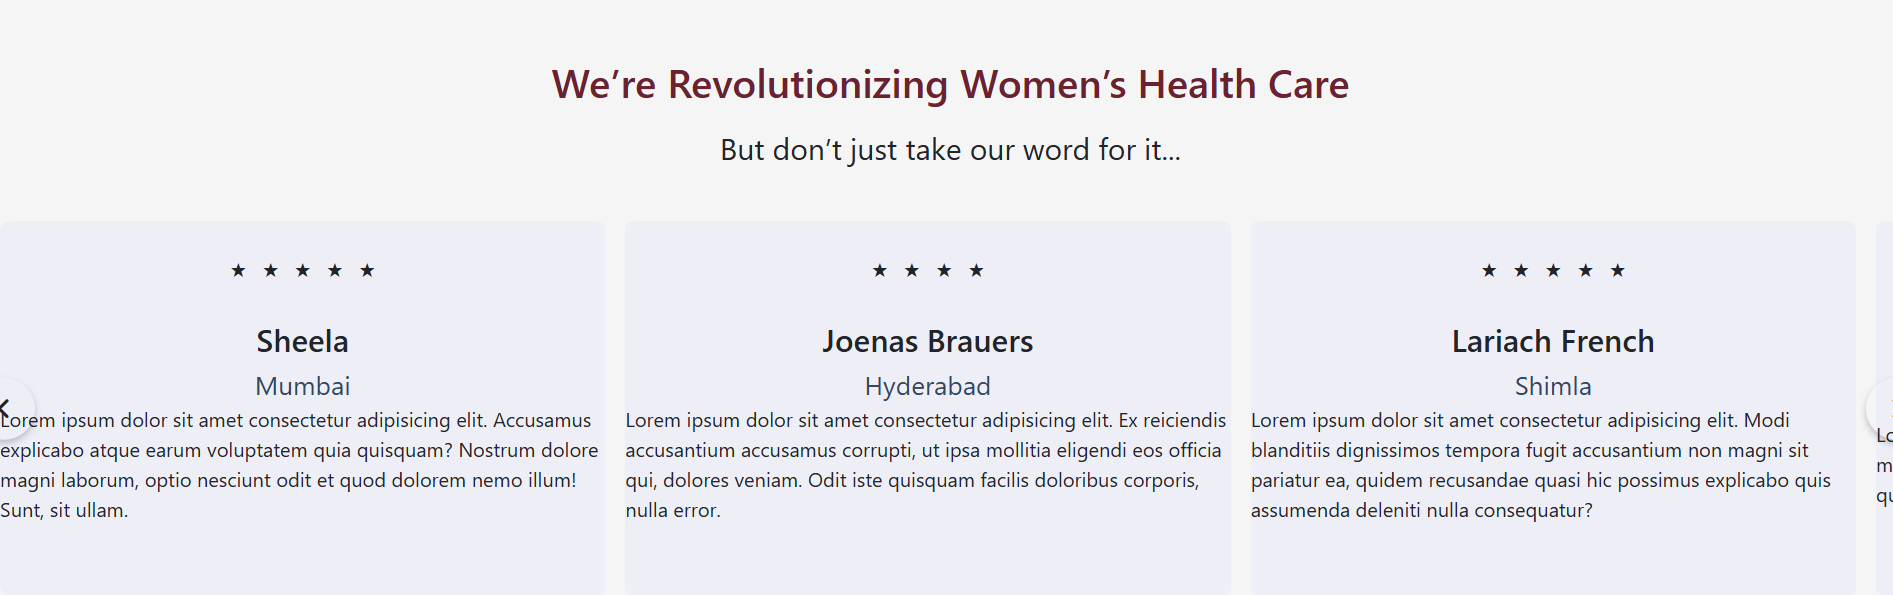 We’re Revolutionizing Women’s Health Care
But don’t just take our word for it...
★ ★ ★ ★ ★
Sheela
Mumbai
Lorem ipsum dolor sit amet consectetur adipisicing elit. Accusamus
explicabo atque earum voluptatem quia quisquam? Nostrum dolore
magni laborum, optio nesciunt odit et quod dolorem nemo illum!
Sunt, sit ullam.
★ ★ ★ ★
Joenas Brauers
Hyderabad
Lorem ipsum dolor sit amet consectetur adipisicing elit. Ex reiciendis
accusantium accusamus corrupti, ut ipsa mollitia eligendi eos officia
qui, dolores veniam. Odit iste quisquam facilis doloribus corporis,
nulla error.
★ ★ ★ ★ ★
Lariach French
Shimla
Lorem ipsum dolor sit amet consectetur adipisicing elit. Modi
blanditiis dignissimos tempora fugit accusantium non magni sit
pariatur ea, quidem recusandae quasi hic possimus explicabo quis
assumenda deleniti nulla consequatur?